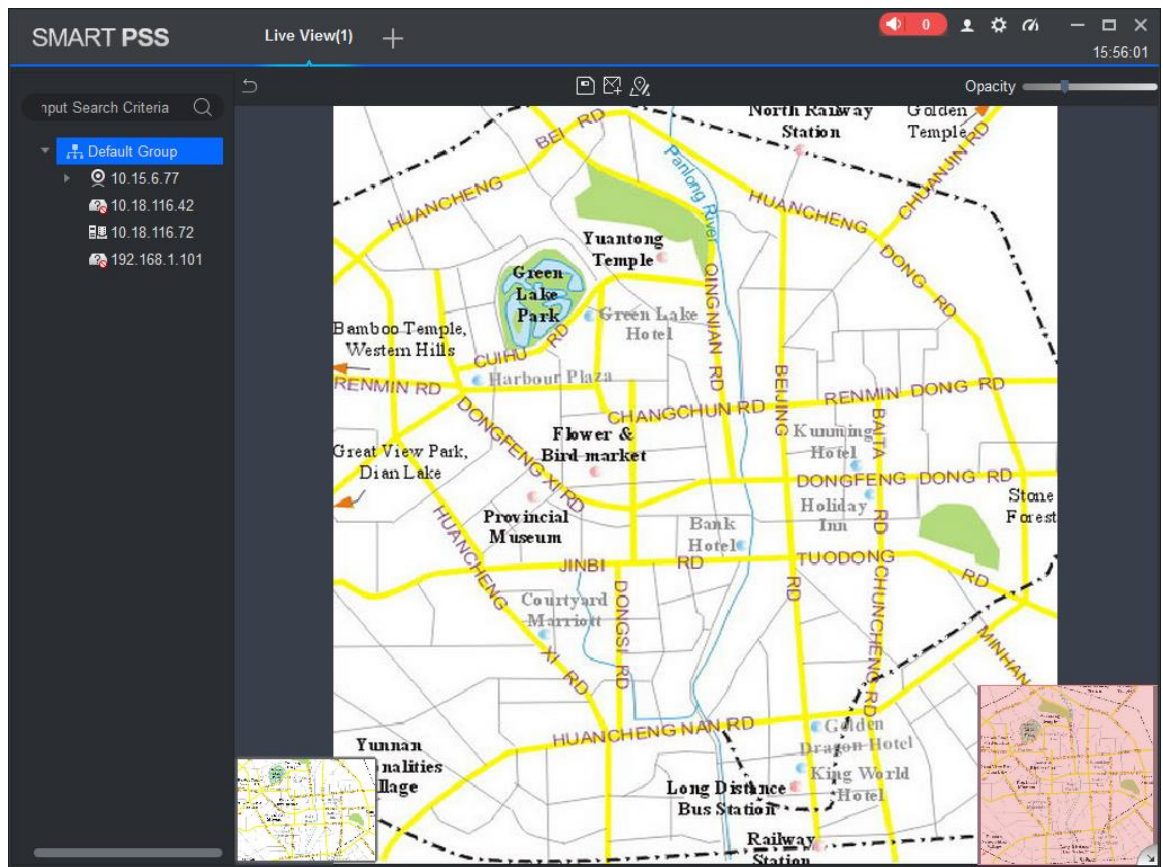 SMART PSS
Live View(1)
0
15:56:01
nput Search Criteria
Opacity
Default Group
10.15.6.77
10.18.116.42
10.18.116.72
192.168.1.101
North Railway
Station
Golden
Temple
BEI RD
HUANCHENG
Panlong River
HUANCHENG
DONG RD
CHUANJIN RD
Yuantong
Temple
Green
Lake
Park
QINGNIAN RD
Green Lake
Hotel
Bamboo Temple,
Western Hills
CUIHU RD
Harbour Plaza
RENMIN RD
BEIJING
RD
RENMIN DONG RD
CHANGCHUN RD
DONGFENG XI RD
Flower &
Bird market
Kunming
Hotel
BAITA
RD
Great View Park,
Dian Lake
DONGFENG DONG RD
Stone
Forest
Holiday
Inn
Provincial
Museum
HUANCHENG
XI RD
Bank
Hotel
JINBI RD
TUODONG
RD
Courtyard
Marriott
DONGSI RD
CHUNCHENG RD
MINHAN
HUANCHENG NAN RD
Golden
Dragon Hotel
Yunnan
onalities
llage
King World
Hotel
Long Distance
Bus Station
Railway
Station